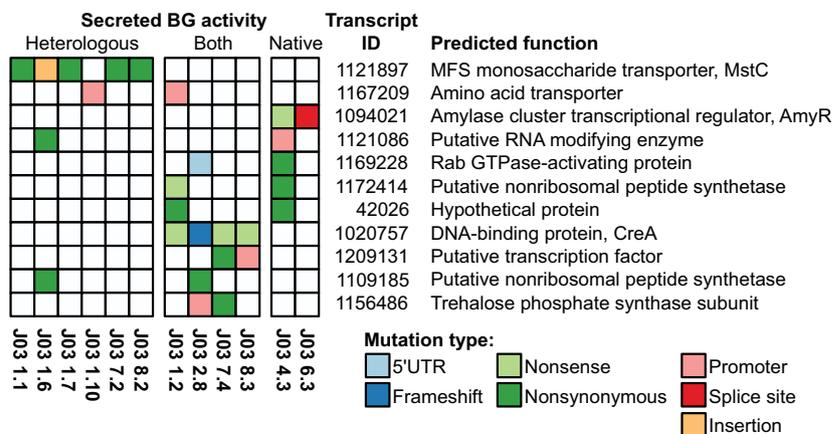 Secreted BG activity Transcript
Heterologous Both Native ID Predicted function
1121897 MFS monosaccharide transporter, MstC
1167209 Amino acid transporter
1094021 Amylase cluster transcriptional regulator, AmyR
1121086 Putative RNA modifying enzyme
1169228 Rab GTPase-activating protein
1172414 Putative nonribosomal peptide synthetase
42026 Hypothetical protein
1020757 DNA-binding protein, CreA
1209131 Putative transcription factor
1109185 Putative nonribosomal peptide synthetase
1156486 Trehalose phosphate synthase subunit
J03 1.1
J03 1.6
J03 1.7
J03 1.10
J03 7.2
J03 8.2
J03 1.2
J03 2.8
J03 7.4
J03 8.3
J03 4.3
J03 6.3
Mutation type:
5'UTR Nonsense Promoter
Frameshift Nonsynonymous Splice site
Insertion